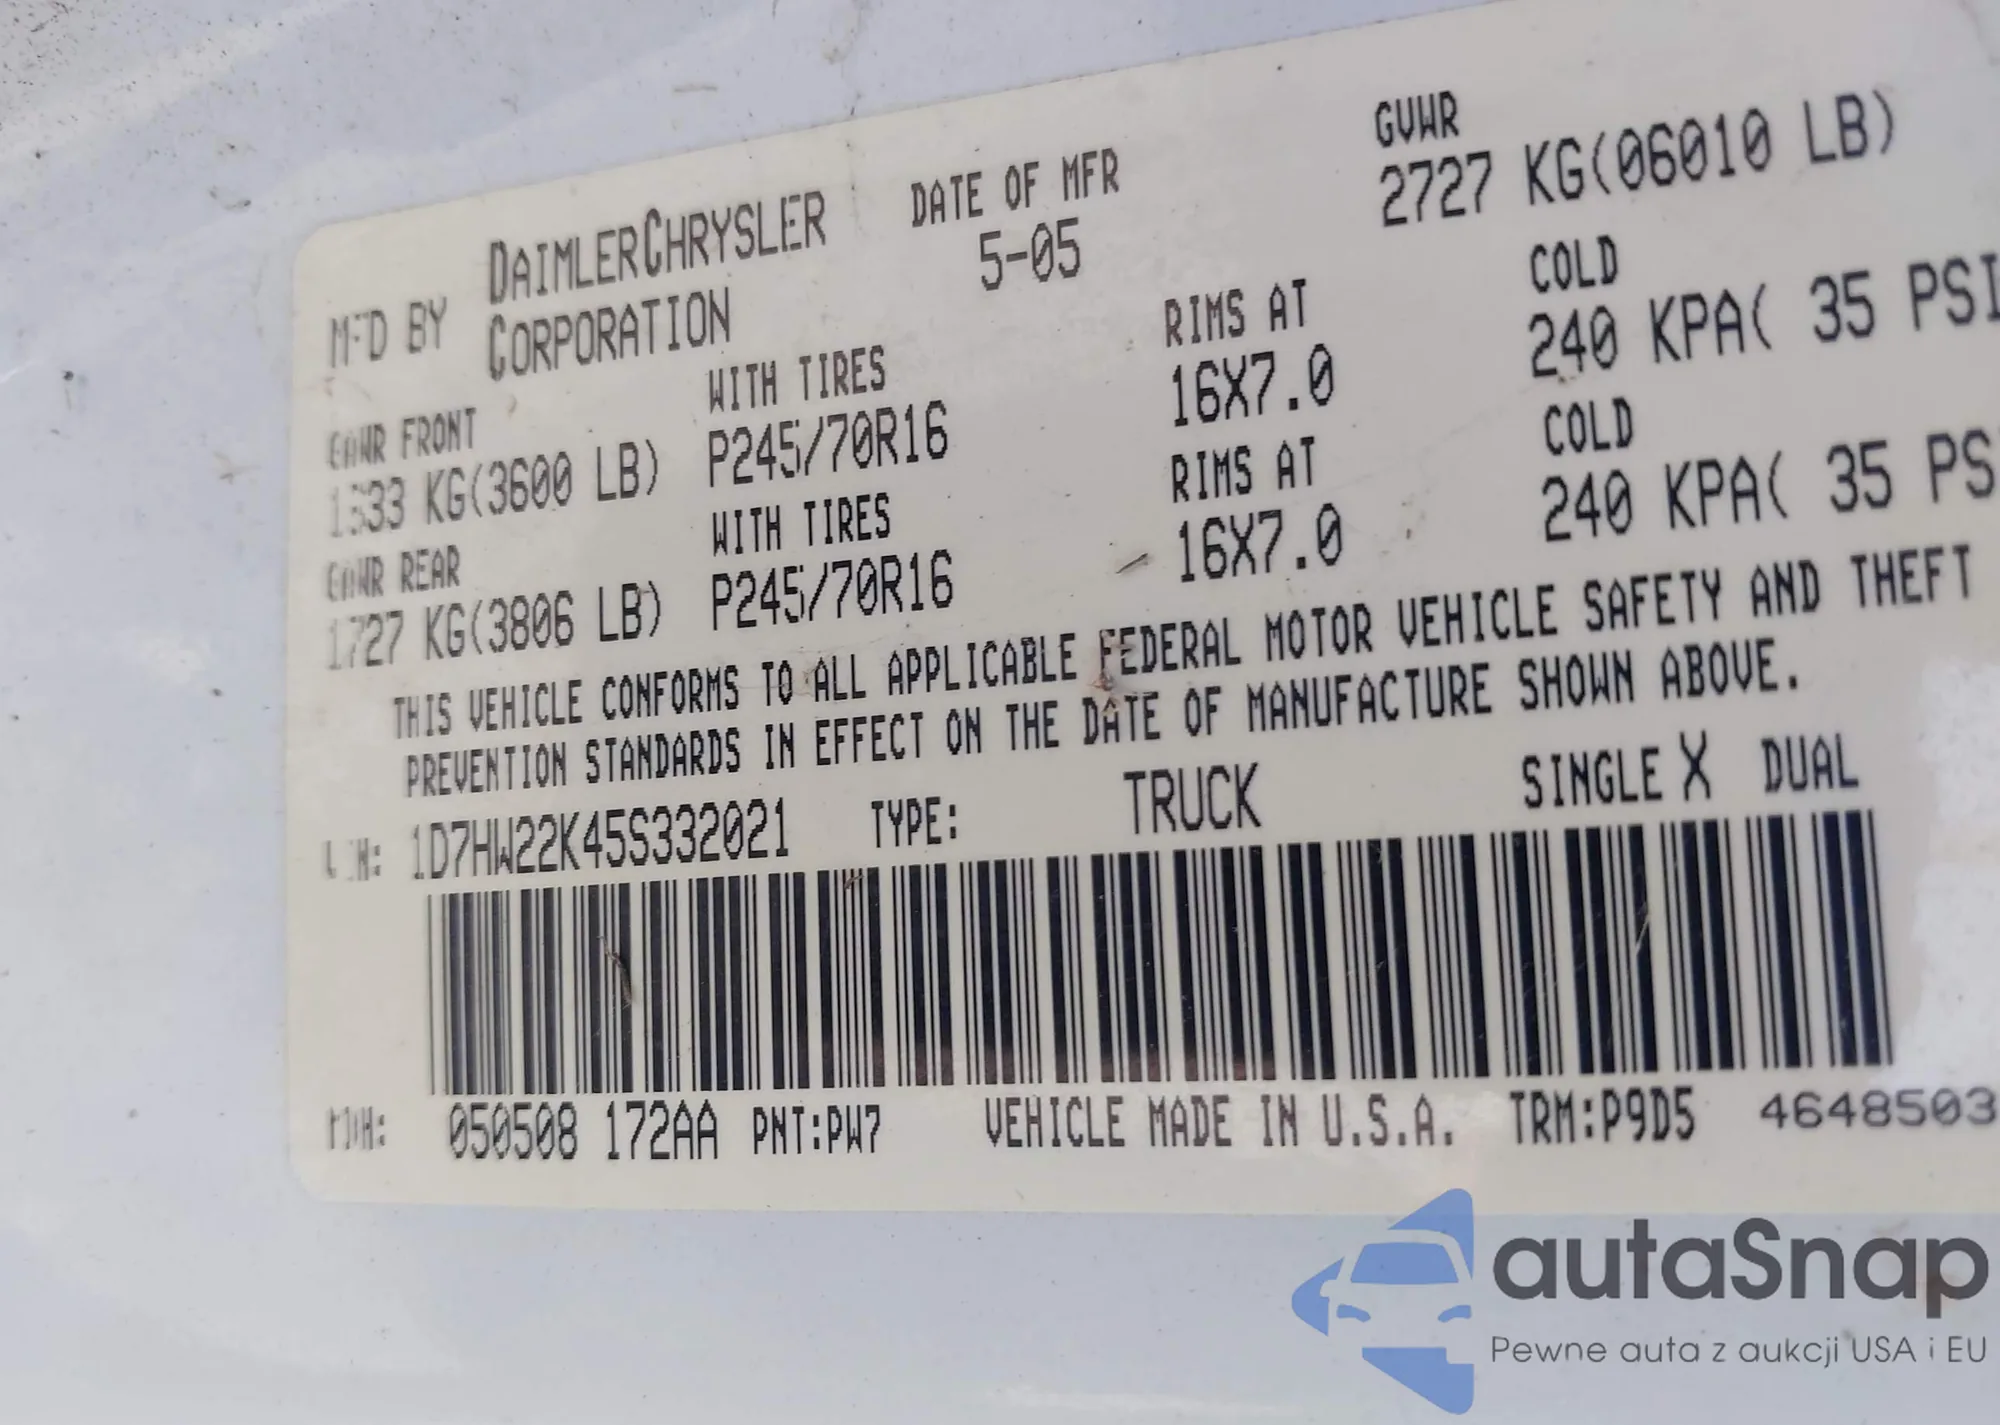 MFD BY DAIMLERCHRYSLER CORPORATION
DATE OF MFR 5-05
GVWR 2727 KG(06010 LB)
GAWR FRONT WITH TIRES RIMS AT COLD
1633 KG(3600 LB) P245/70R16 16X7.0 240 KPA( 35 PSI
GAWR REAR WITH TIRES RIMS AT COLD
1727 KG(3806 LB) P245/70R16 16X7.0 240 KPA( 35 PS
THIS VEHICLE CONFORMS TO ALL APPLICABLE FEDERAL MOTOR VEHICLE SAFETY AND THEFT
PREVENTION STANDARDS IN EFFECT ON THE DATE OF MANUFACTURE SHOWN ABOVE.
1D7HW22K45S332021 TYPE: TRUCK SINGLE X DUAL
MDH: 050508 172AA PNT:PW7 VEHICLE MADE IN U.S.A. TRM:P9D5 4648503
autaSnap
Pewne auta z aukcji USA i EU